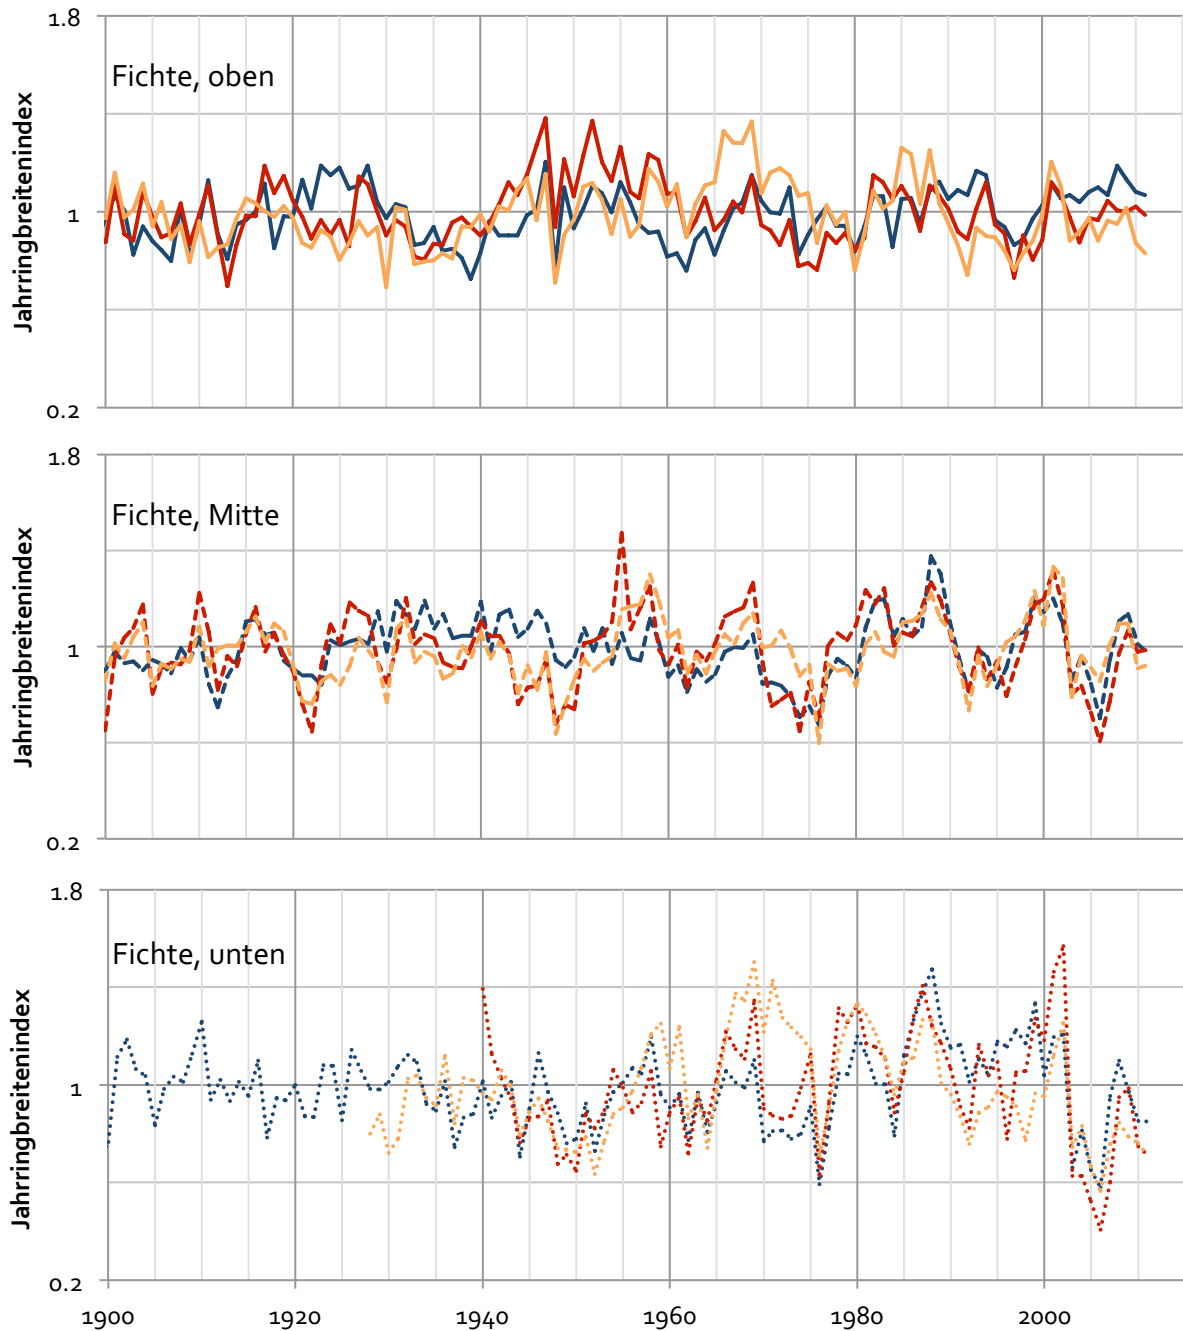 1.8
Fichte, oben
Jahrringbreitenindex
1
0.2
1.8
Fichte, Mitte
Jahrringbreitenindex
1
0.2
1.8
Fichte, unten
Jahrringbreitenindex
1
0.2
1900 1920 1940 1960 1980 2000